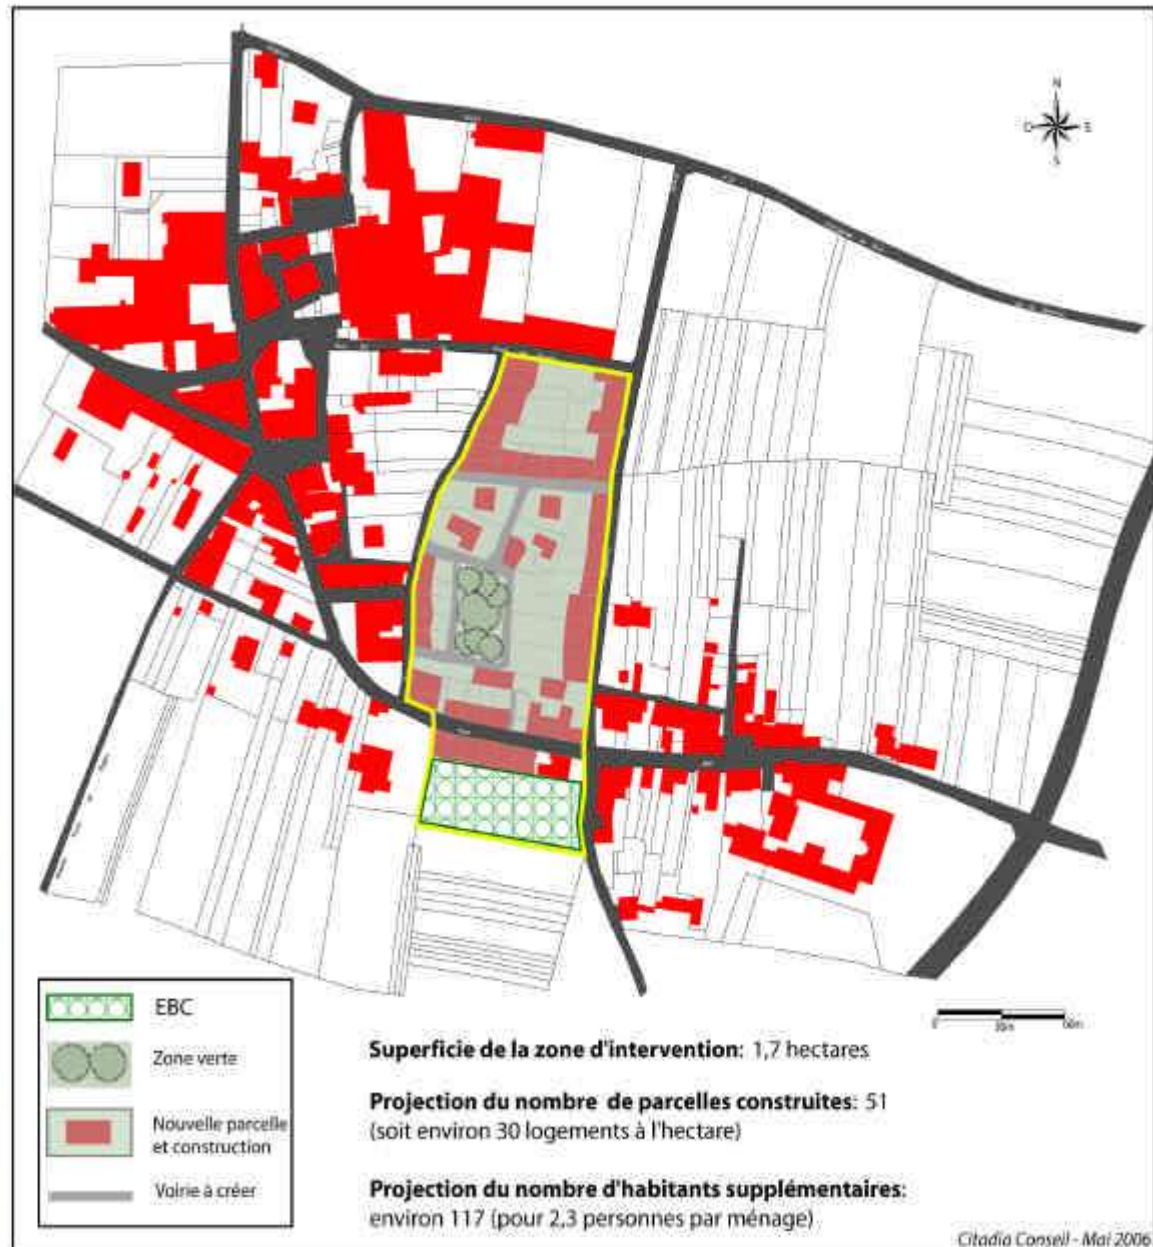 N
O E
S
EBC
Zone verte
Nouvelle parcelle
et construction
Voirie à créer
0 60m
Superficie de la zone d'intervention: 1,7 hectares
Projection du nombre de parcelles construites: 51
(soit environ 30 logements à l'hectare)
Projection du nombre d'habitants supplémentaires:
environ 117 (pour 2,3 personnes par ménage)
Citadia Conseil - Mai 2006